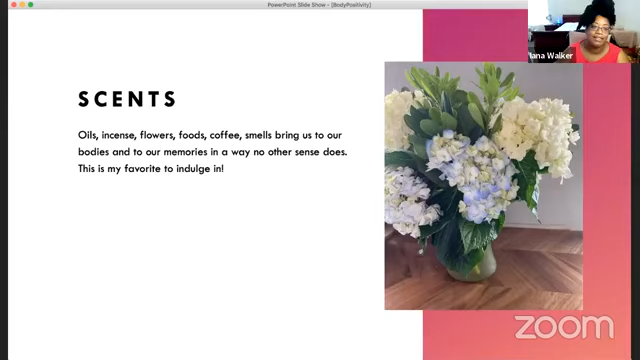 PowerPoint Slide Show - [BodyPositivity]
Walker
SCENTS
Oils, incense, flowers, foods, coffee, smells bring us to our
bodies and to our memories in a way no other sense does.
This is my favorite to indulge in!
zoom